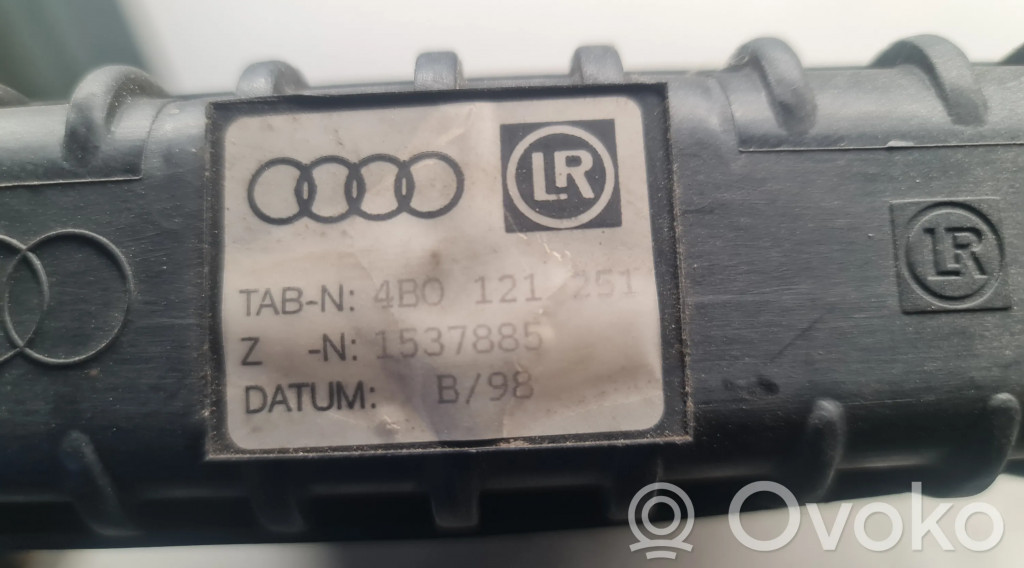 LR
TAB-N: 4B0 121 251
Z -N: 1537885
DATUM: B/98
LR
Ovoko